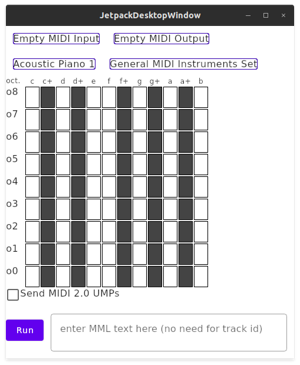 JetpackDesktopWindow
Empty MIDI Input Empty MIDI Output
Acoustic Piano 1 General MIDI Instruments Set
oct. c c+ d d+ e f f+ g g+ a a+ b
o8
o7
o6
o5
o4
o3
o2
o1
o0
Send MIDI 2.0 UMPs
Run enter MML text here (no need for track id)